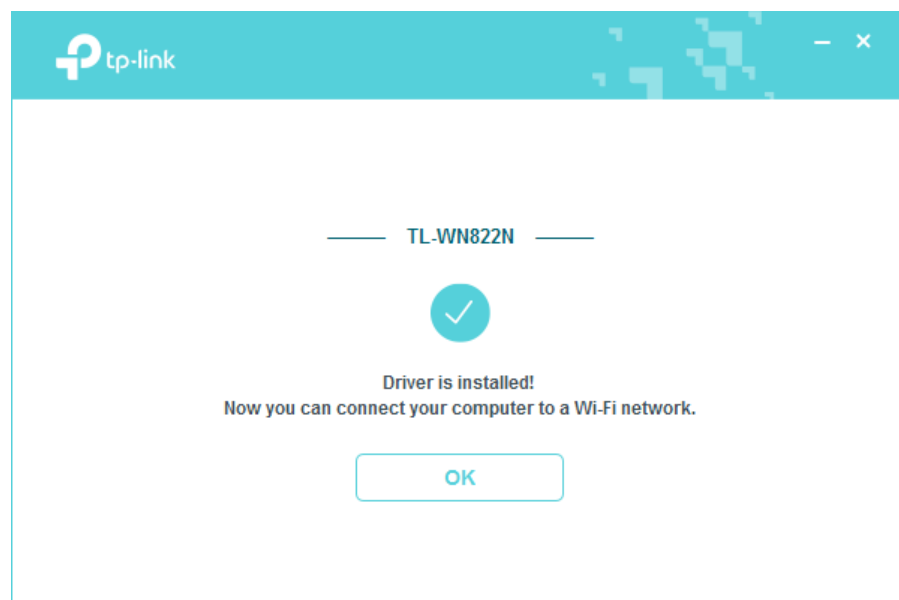 tp-link
TL-WN822N
Driver is installed!
Now you can connect your computer to a Wi-Fi network.
OK